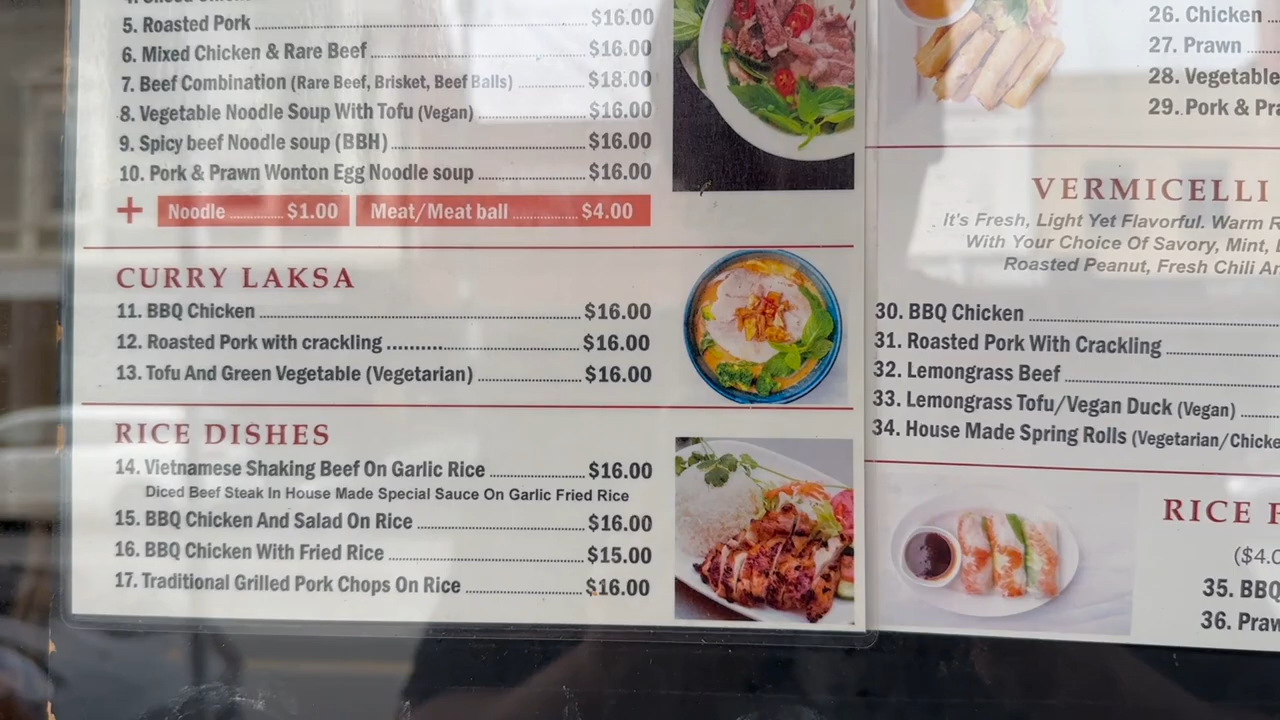 5. Roasted Pork $16.00
6. Mixed Chicken & Rare Beef $16.00
7. Beef Combination (Rare Beef, Brisket, Beef Balls) $18.00
8. Vegetable Noodle Soup With Tofu (Vegan) $16.00
9. Spicy beef Noodle soup (BBH) $16.00
10. Pork & Prawn Wonton Egg Noodle soup $16.00
+ Noodle $1.00 Meat/Meat ball $4.00
CURRY LAKSA
11. BBQ Chicken $16.00
12. Roasted Pork with crackling $16.00
13. Tofu And Green Vegetable (Vegetarian) $16.00
RICE DISHES
14. Vietnamese Shaking Beef On Garlic Rice $16.00
Diced Beef Steak In House Made Special Sauce On Garlic Fried Rice
15. BBQ Chicken And Salad On Rice $16.00
16. BBQ Chicken With Fried Rice $15.00
17. Traditional Grilled Pork Chops On Rice $16.00
26. Chicken
27. Prawn
28. Vegetable
29. Pork &
VERMICELLI
It's Fresh, Light Yet Flavorful. Warm
With Your Choice Of Savory, Mint,
Roasted Peanut, Fresh Chili
30. BBQ Chicken
31. Roasted Pork With Crackling
32. Lemongrass Beef
33. Lemongrass Tofu/Vegan Duck (Vegan)
34. House Made Spring Rolls (Vegetarian/
RICE
35. BBQ
36.